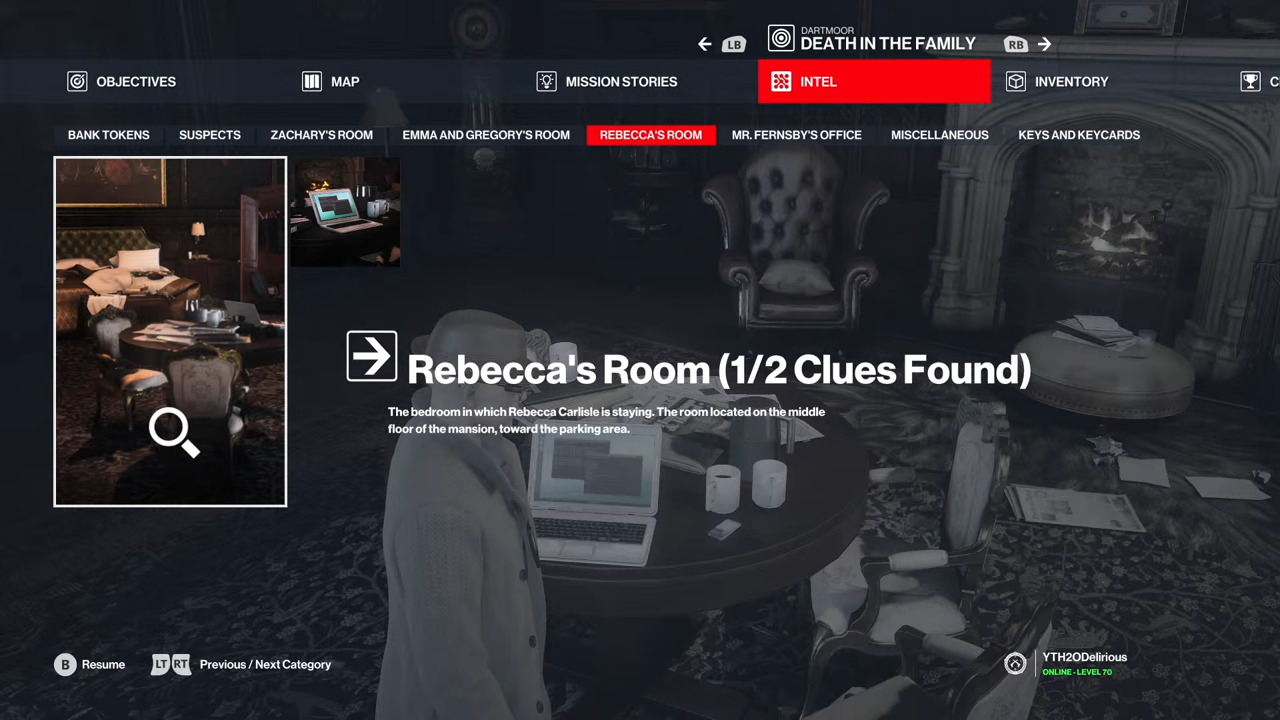 DARTMOOR
LB DEATH IN THE FAMILY RB
OBJECTIVES MAP MISSION STORIES INTEL INVENTORY C
BANK TOKENS SUSPECTS ZACHARY'S ROOM EMMA AND GREGORY'S ROOM REBECCA'S ROOM MR. FERNSBY'S OFFICE MISCELLANEOUS KEYS AND KEYCARDS
Rebecca's Room (1/2 Clues Found)
The bedroom in which Rebecca Carlisle is staying. The room located on the middle
floor of the mansion, toward the parking area.
B Resume LT RT Previous / Next Category
YTH2ODelirious
ONLINE - LEVEL 70